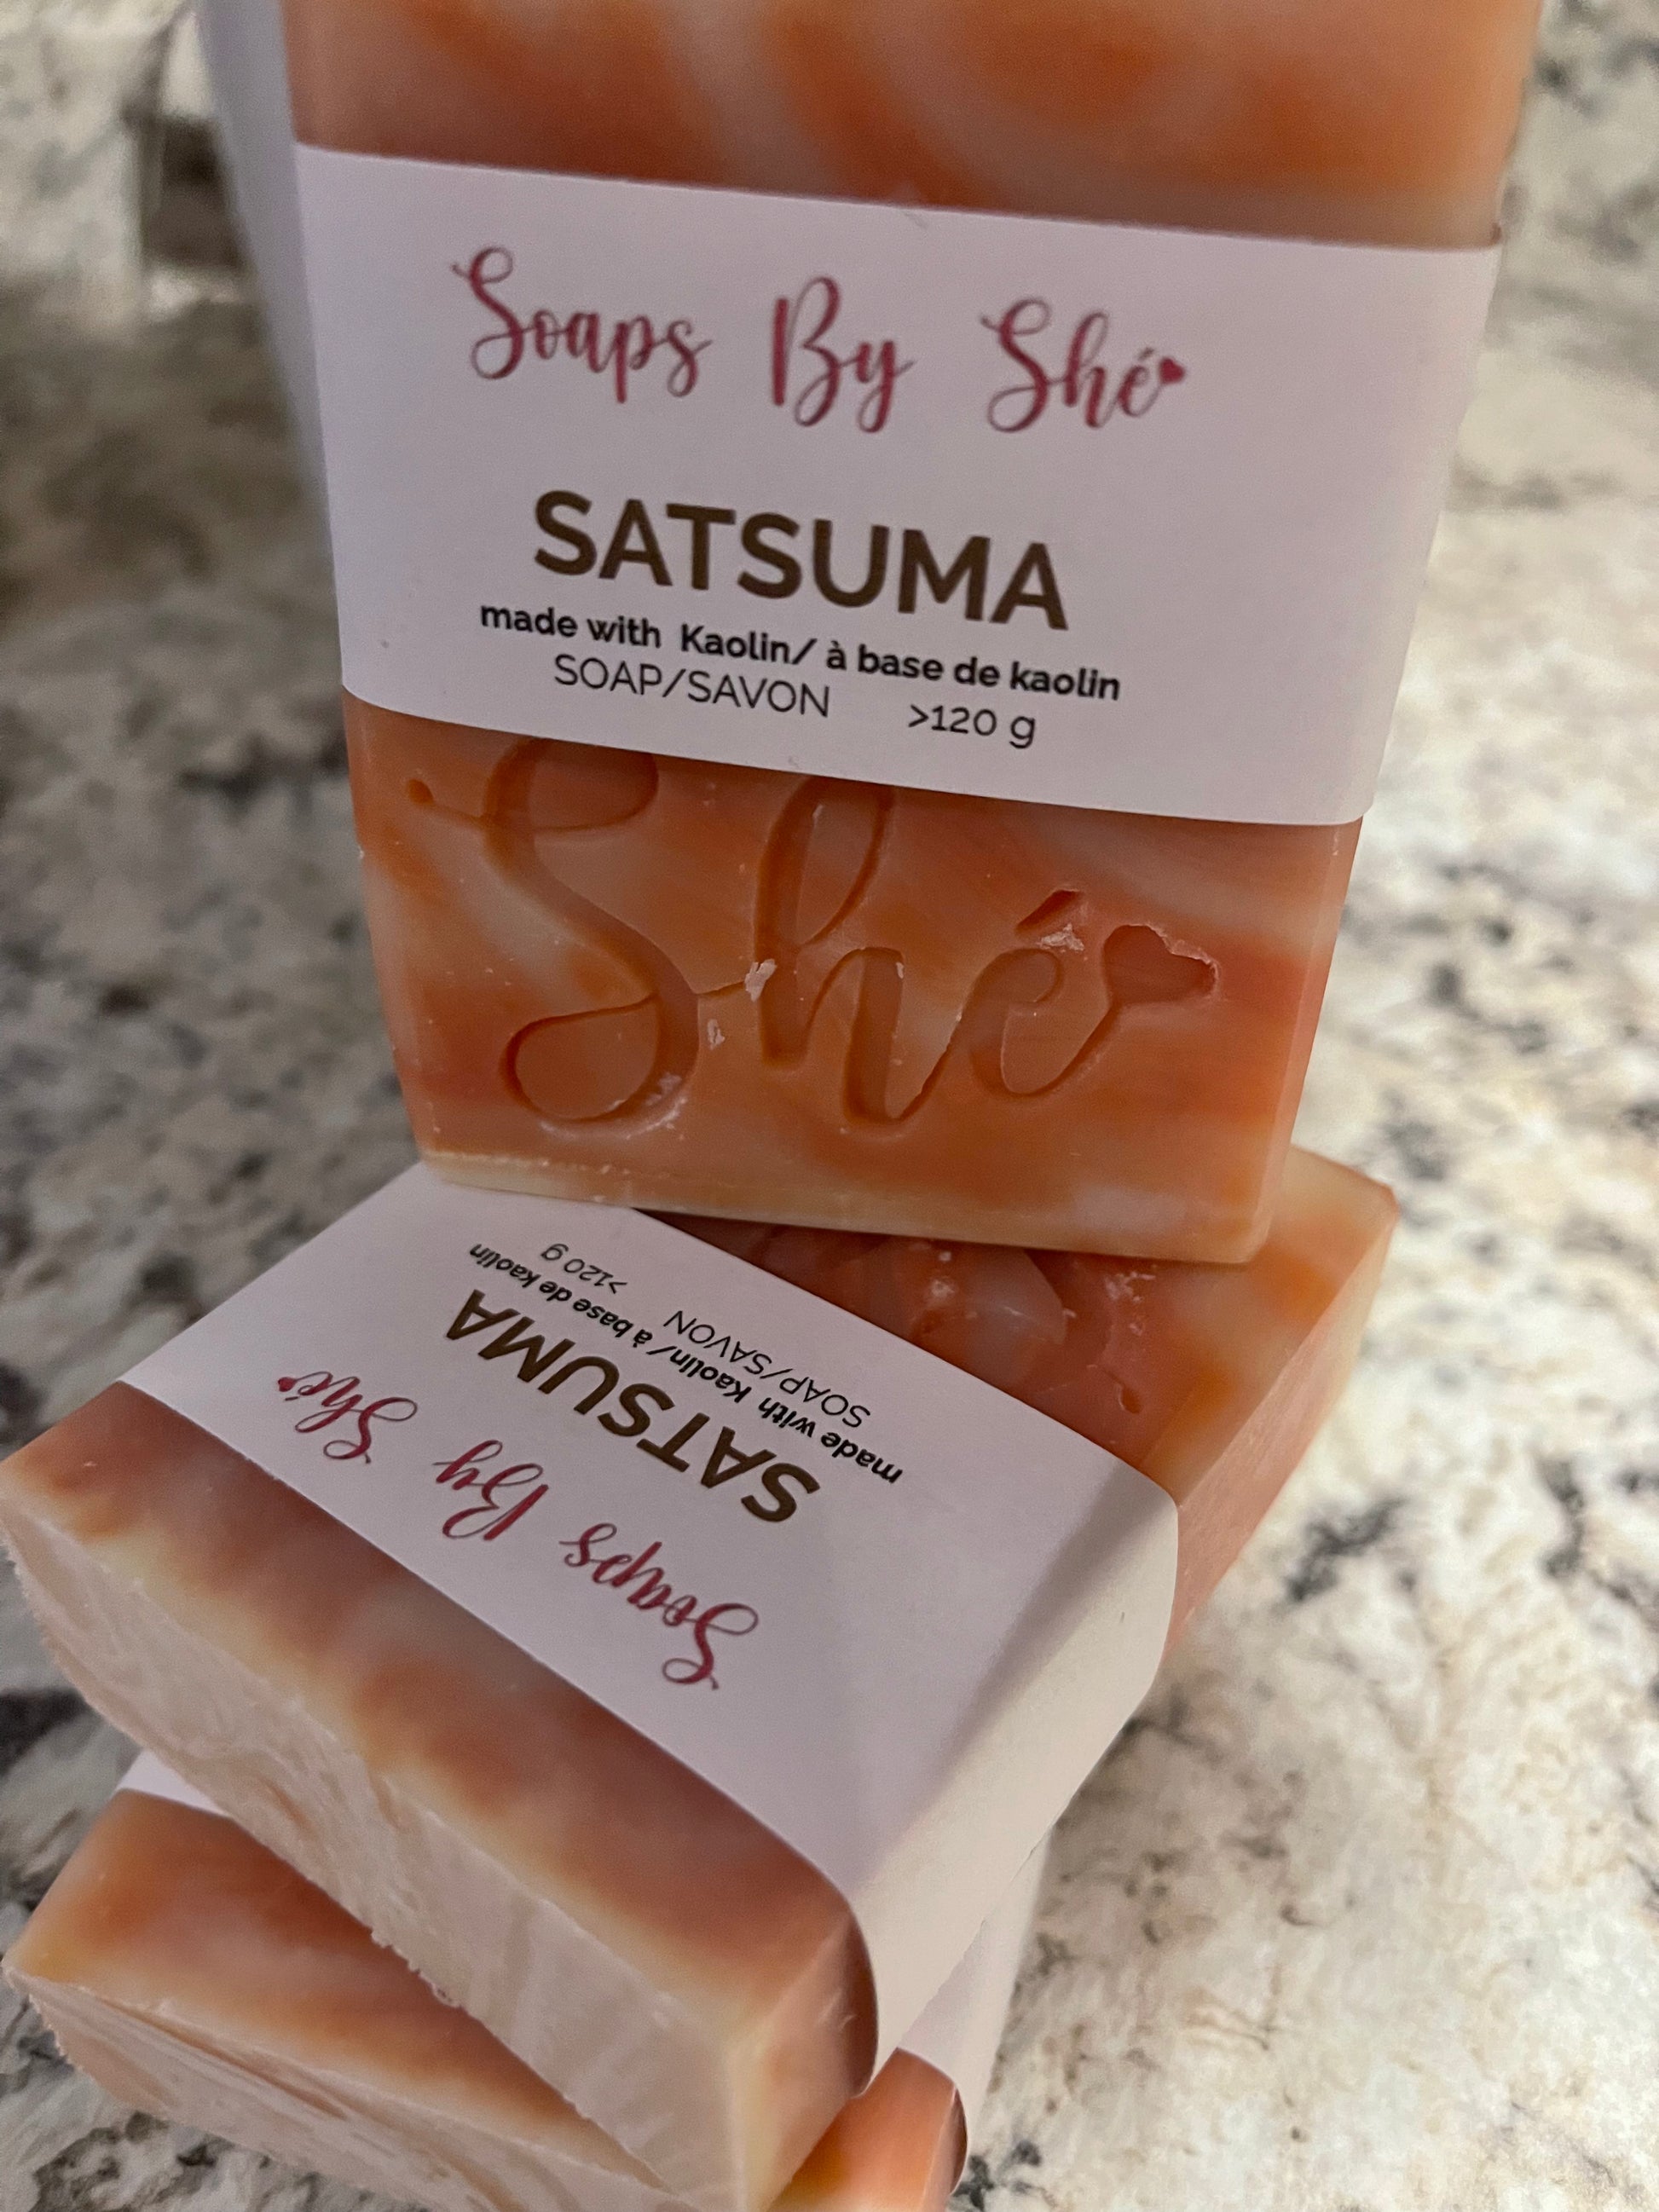 Soaps By Shé
SATSUMA
made with Kaolin/ à base de kaolin
SOAP/SAVON >120 g
Shé
Soaps By Shé
SATSUMA
made with Kaolin/ à base de kaolin
SOAP/SAVON >120 g